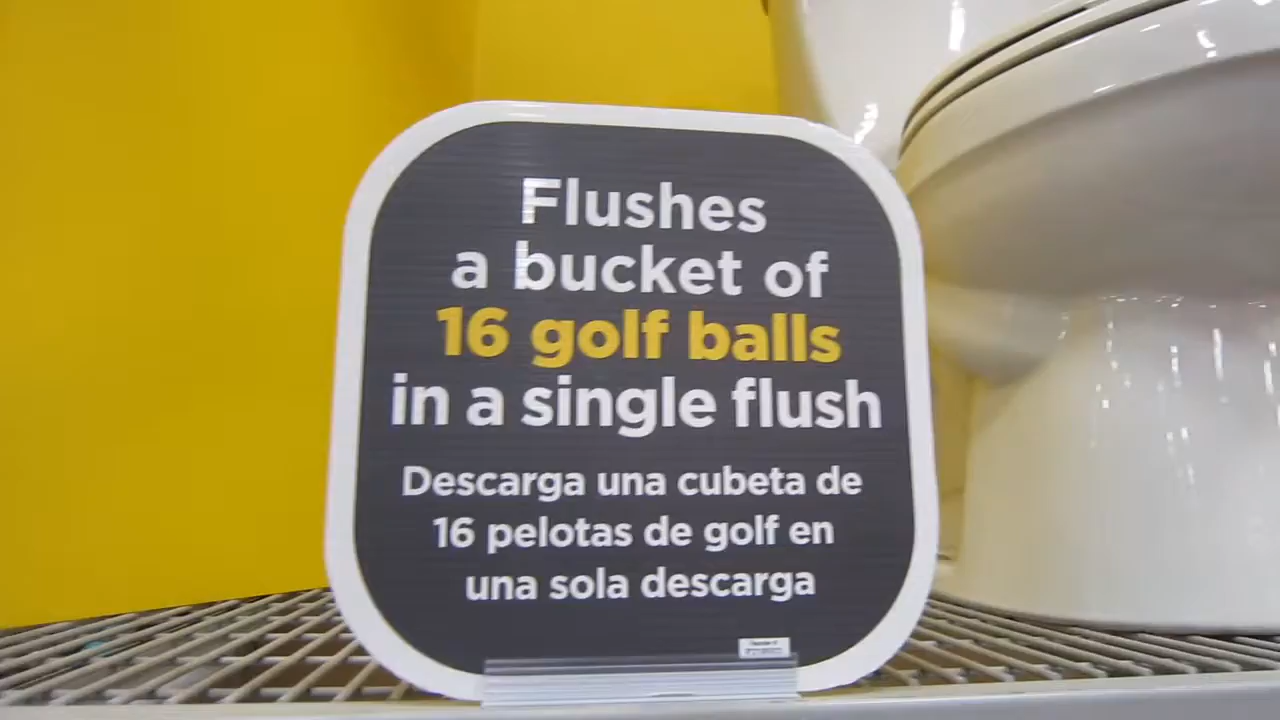 Flushes
a bucket of
16 golf balls
in a single flush
Descarga una cubeta de
16 pelotas de golf en
una sola descarga